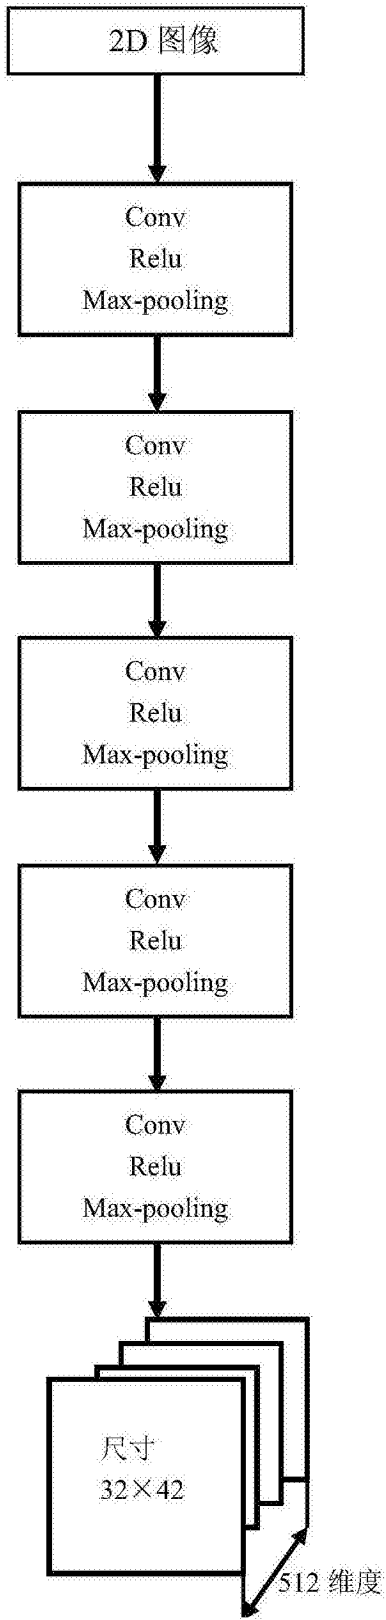 2D 图像
Conv
Relu
Max-pooling
Conv
Relu
Max-pooling
Conv
Relu
Max-pooling
Conv
Relu
Max-pooling
Conv
Relu
Max-pooling
尺寸
32×42
512 维度